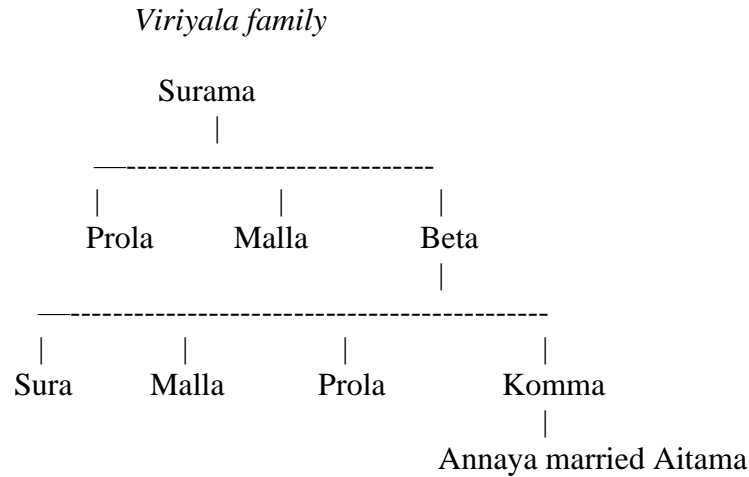 Viriyala family
Surama
Prola Malla Beta
Sura Malla Prola Komma
Annaya married Aitama